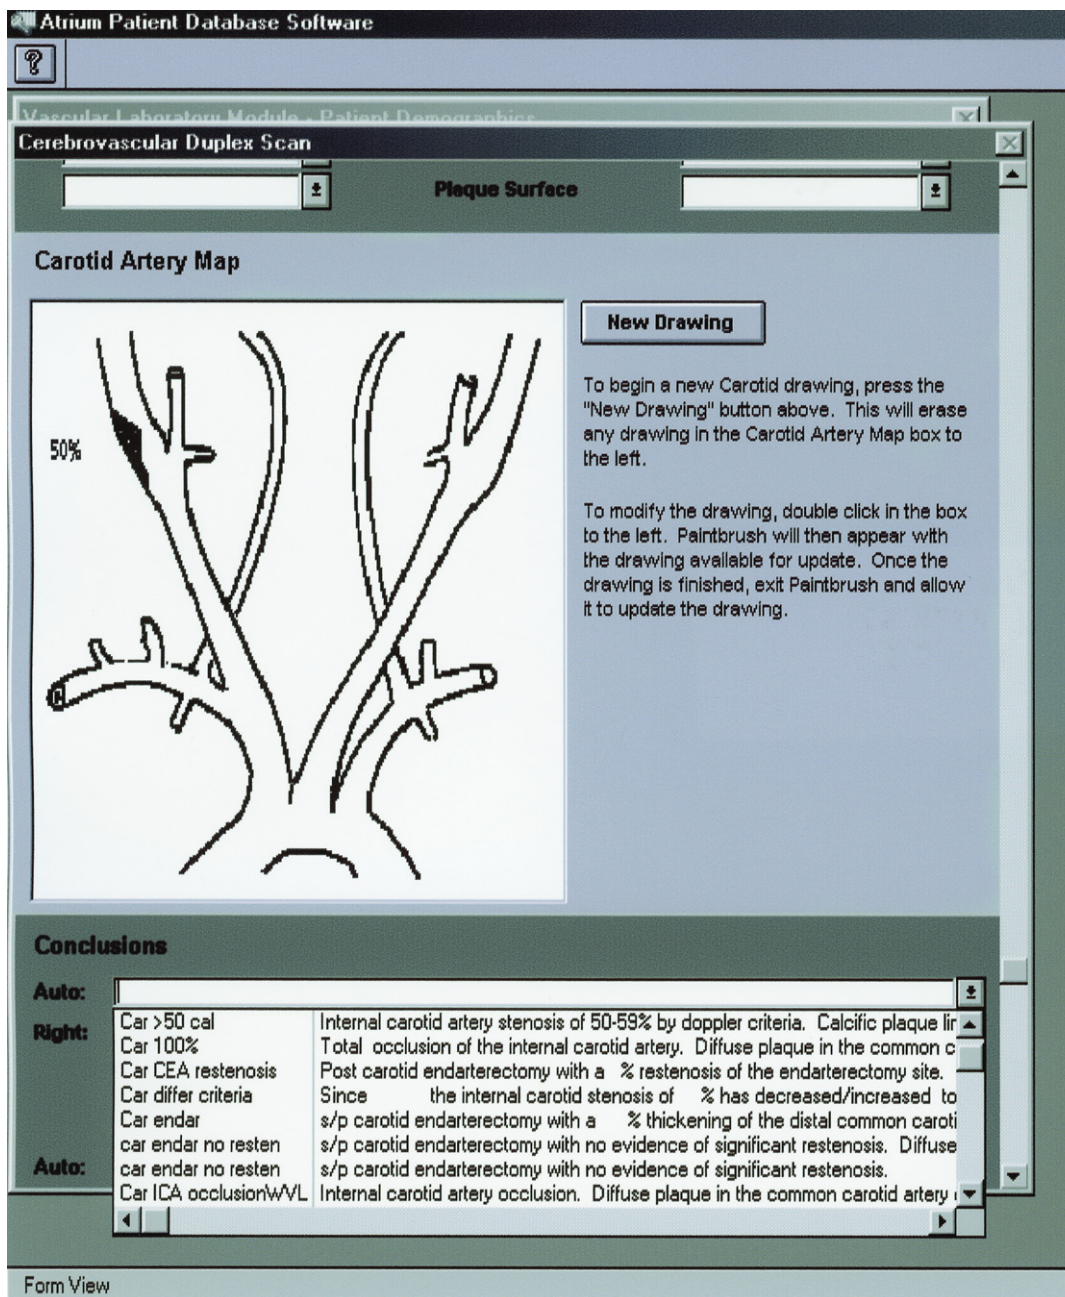 Atrium Patient Database Software
?
Vascular Laboratory Module - Patient Demographics
Cerebrovascular Duplex Scan
Plaque Surface
Carotid Artery Map
50%
New Drawing
To begin a new Carotid drawing, press the
"New Drawing" button above. This will erase
any drawing in the Carotid Artery Map box to
the left.
To modify the drawing, double click in the box
to the left. Paintbrush will then appear with
the drawing available for update. Once the
drawing is finished, exit Paintbrush and allow
it to update the drawing.
Conclusions
Auto:
Right:
Car >50 cal Internal carotid artery stenosis of 50-59% by doppler criteria. Calcific plaque lir
Car 100% Total occlusion of the internal carotid artery. Diffuse plaque in the common c
Car CEA restenosis Post carotid endarterectomy with a % restenosis of the endarterectomy site.
Car differ criteria Since the internal carotid stenosis of % has decreased/increased to
Car endar s/p carotid endarterectomy with a % thickening of the distal common caroti
car endar no resten s/p carotid endarterectomy with no evidence of significant restenosis. Diffuse
Auto:
car endar no resten s/p carotid endarterectomy with no evidence of significant restenosis.
Car ICA occlusionWVL Internal carotid artery occlusion. Diffuse plaque in the common carotid artery
Form View